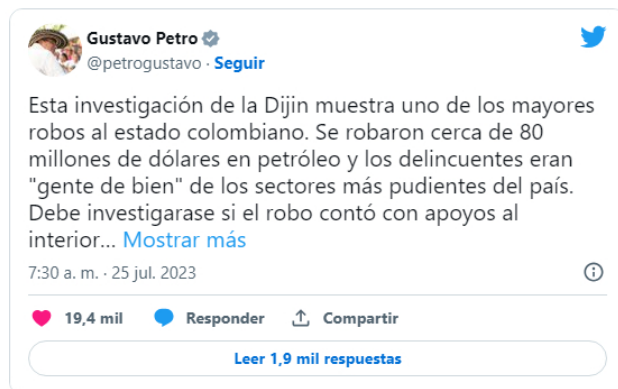 Gustavo Petro
@petrogustavo · Seguir
Esta investigación de la Dijin muestra uno de los mayores
robos al estado colombiano. Se robaron cerca de 80
millones de dólares en petróleo y los delincuentes eran
"gente de bien" de los sectores más pudientes del país.
Debe investigarase si el robo contó con apoyos al
interior... Mostrar más
7:30 a. m. · 25 jul. 2023
19,4 mil Responder Compartir
Leer 1,9 mil respuestas